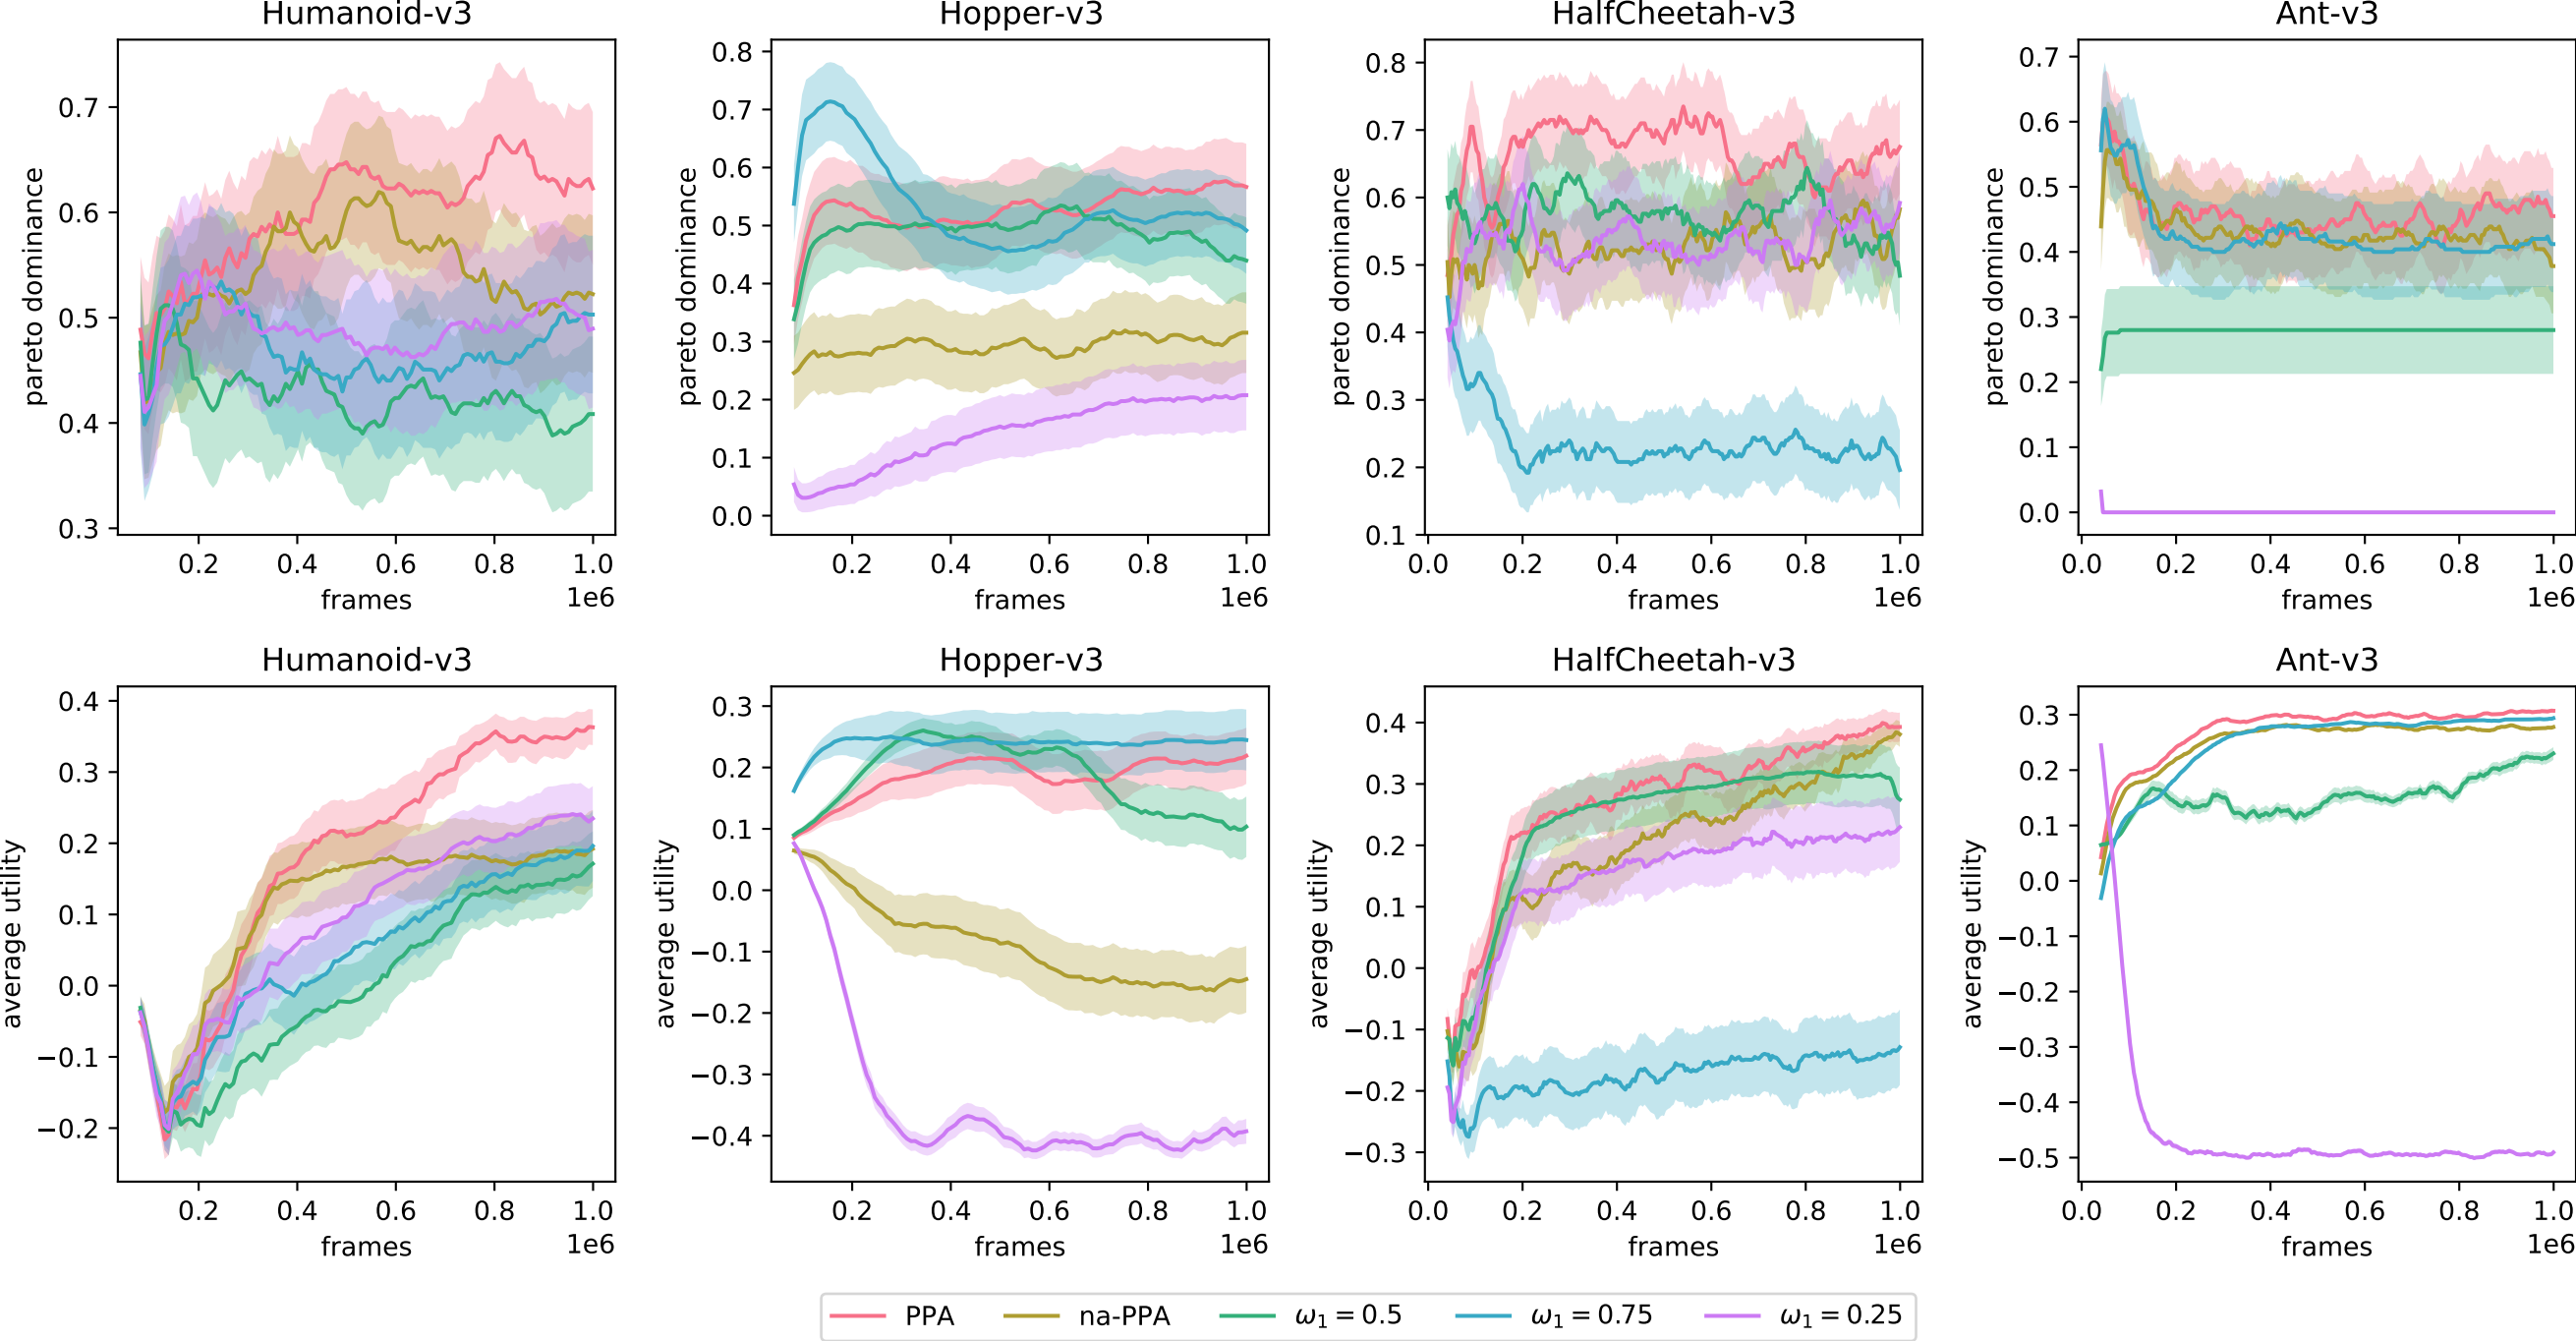 Humanoid-v3
Hopper-v3
HalfCheetah-v3
Ant-v3
pareto dominance
0.7
0.6
0.5
0.4
0.3
0.2 0.4 0.6 0.8 1.0
frames
1e6
pareto dominance
0.8
0.7
0.6
0.5
0.4
0.3
0.2
0.1
0.0
0.2 0.4 0.6 0.8 1.0
frames
1e6
pareto dominance
0.8
0.7
0.6
0.5
0.4
0.3
0.2
0.1
0.0 0.2 0.4 0.6 0.8 1.0
frames
1e6
pareto dominance
0.7
0.6
0.5
0.4
0.3
0.2
0.1
0.0
0.0 0.2 0.4 0.6 0.8 1.0
frames
1e6
Humanoid-v3
Hopper-v3
HalfCheetah-v3
Ant-v3
average utility
0.4
0.3
0.2
0.1
0.0
−0.1
−0.2
0.2 0.4 0.6 0.8 1.0
frames
1e6
average utility
0.3
0.2
0.1
0.0
−0.1
−0.2
−0.3
−0.4
0.2 0.4 0.6 0.8 1.0
frames
1e6
average utility
0.4
0.3
0.2
0.1
0.0
−0.1
−0.2
−0.3
0.0 0.2 0.4 0.6 0.8 1.0
frames
1e6
average utility
0.3
0.2
0.1
0.0
−0.1
−0.2
−0.3
−0.4
−0.5
0.0 0.2 0.4 0.6 0.8 1.0
frames
1e6
PPA na-PPA ω₁ = 0.5 ω₁ = 0.75 ω₁ = 0.25